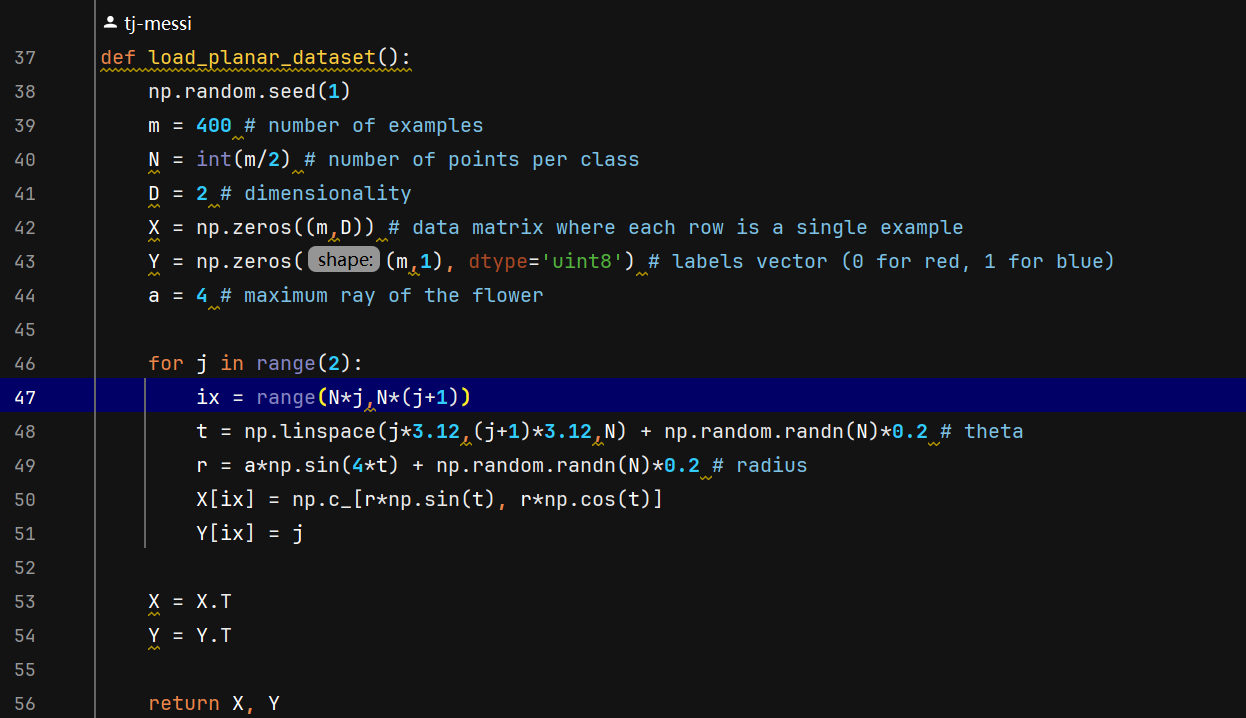 tj-messi
37 def load_planar_dataset():
38     np.random.seed(1)
39     m = 400 # number of examples
40     N = int(m/2) # number of points per class
41     D = 2 # dimensionality
42     X = np.zeros((m,D)) # data matrix where each row is a single example
43     Y = np.zeros( shape: (m,1), dtype='uint8') # labels vector (0 for red, 1 for blue)
44     a = 4 # maximum ray of the flower
45
46     for j in range(2):
47         ix = range(N*j,N*(j+1))
48         t = np.linspace(j*3.12,(j+1)*3.12,N) + np.random.randn(N)*0.2 # theta
49         r = a*np.sin(4*t) + np.random.randn(N)*0.2 # radius
50         X[ix] = np.c_[r*np.sin(t), r*np.cos(t)]
51         Y[ix] = j
52
53     X = X.T
54     Y = Y.T
55
56     return X, Y